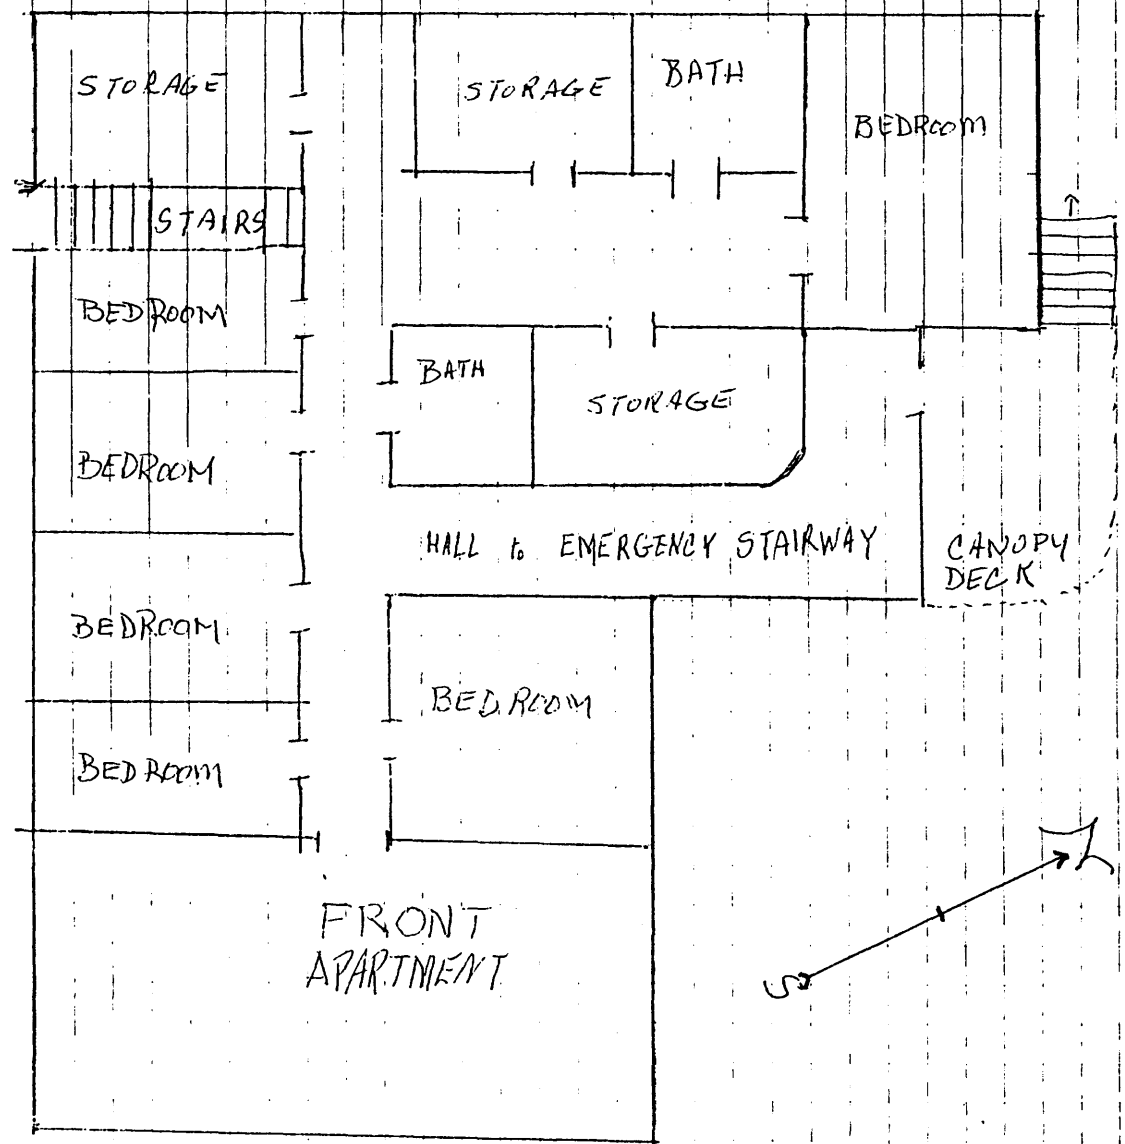 STORAGE
STORAGE
BATH
BEDROOM
STAIRS
BEDROOM
BATH
STORAGE
BEDROOM
HALL to EMERGENCY STAIRWAY
CANOPY
DECK
BEDROOM
BEDROOM
BEDROOM
FRONT
APARTMENT
N
S